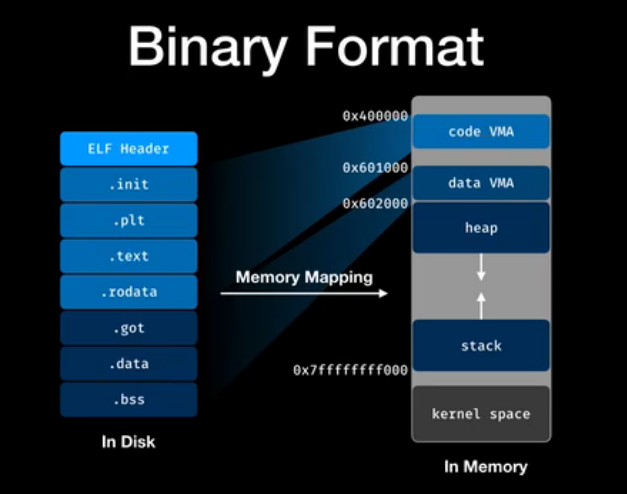 Binary Format
ELF Header
.init
.plt
.text
.rodata
.got
.data
.bss
In Disk
Memory Mapping
0x400000
0x601000
0x602000
0x7ffffffff000
code VMA
data VMA
heap
stack
kernel space
In Memory